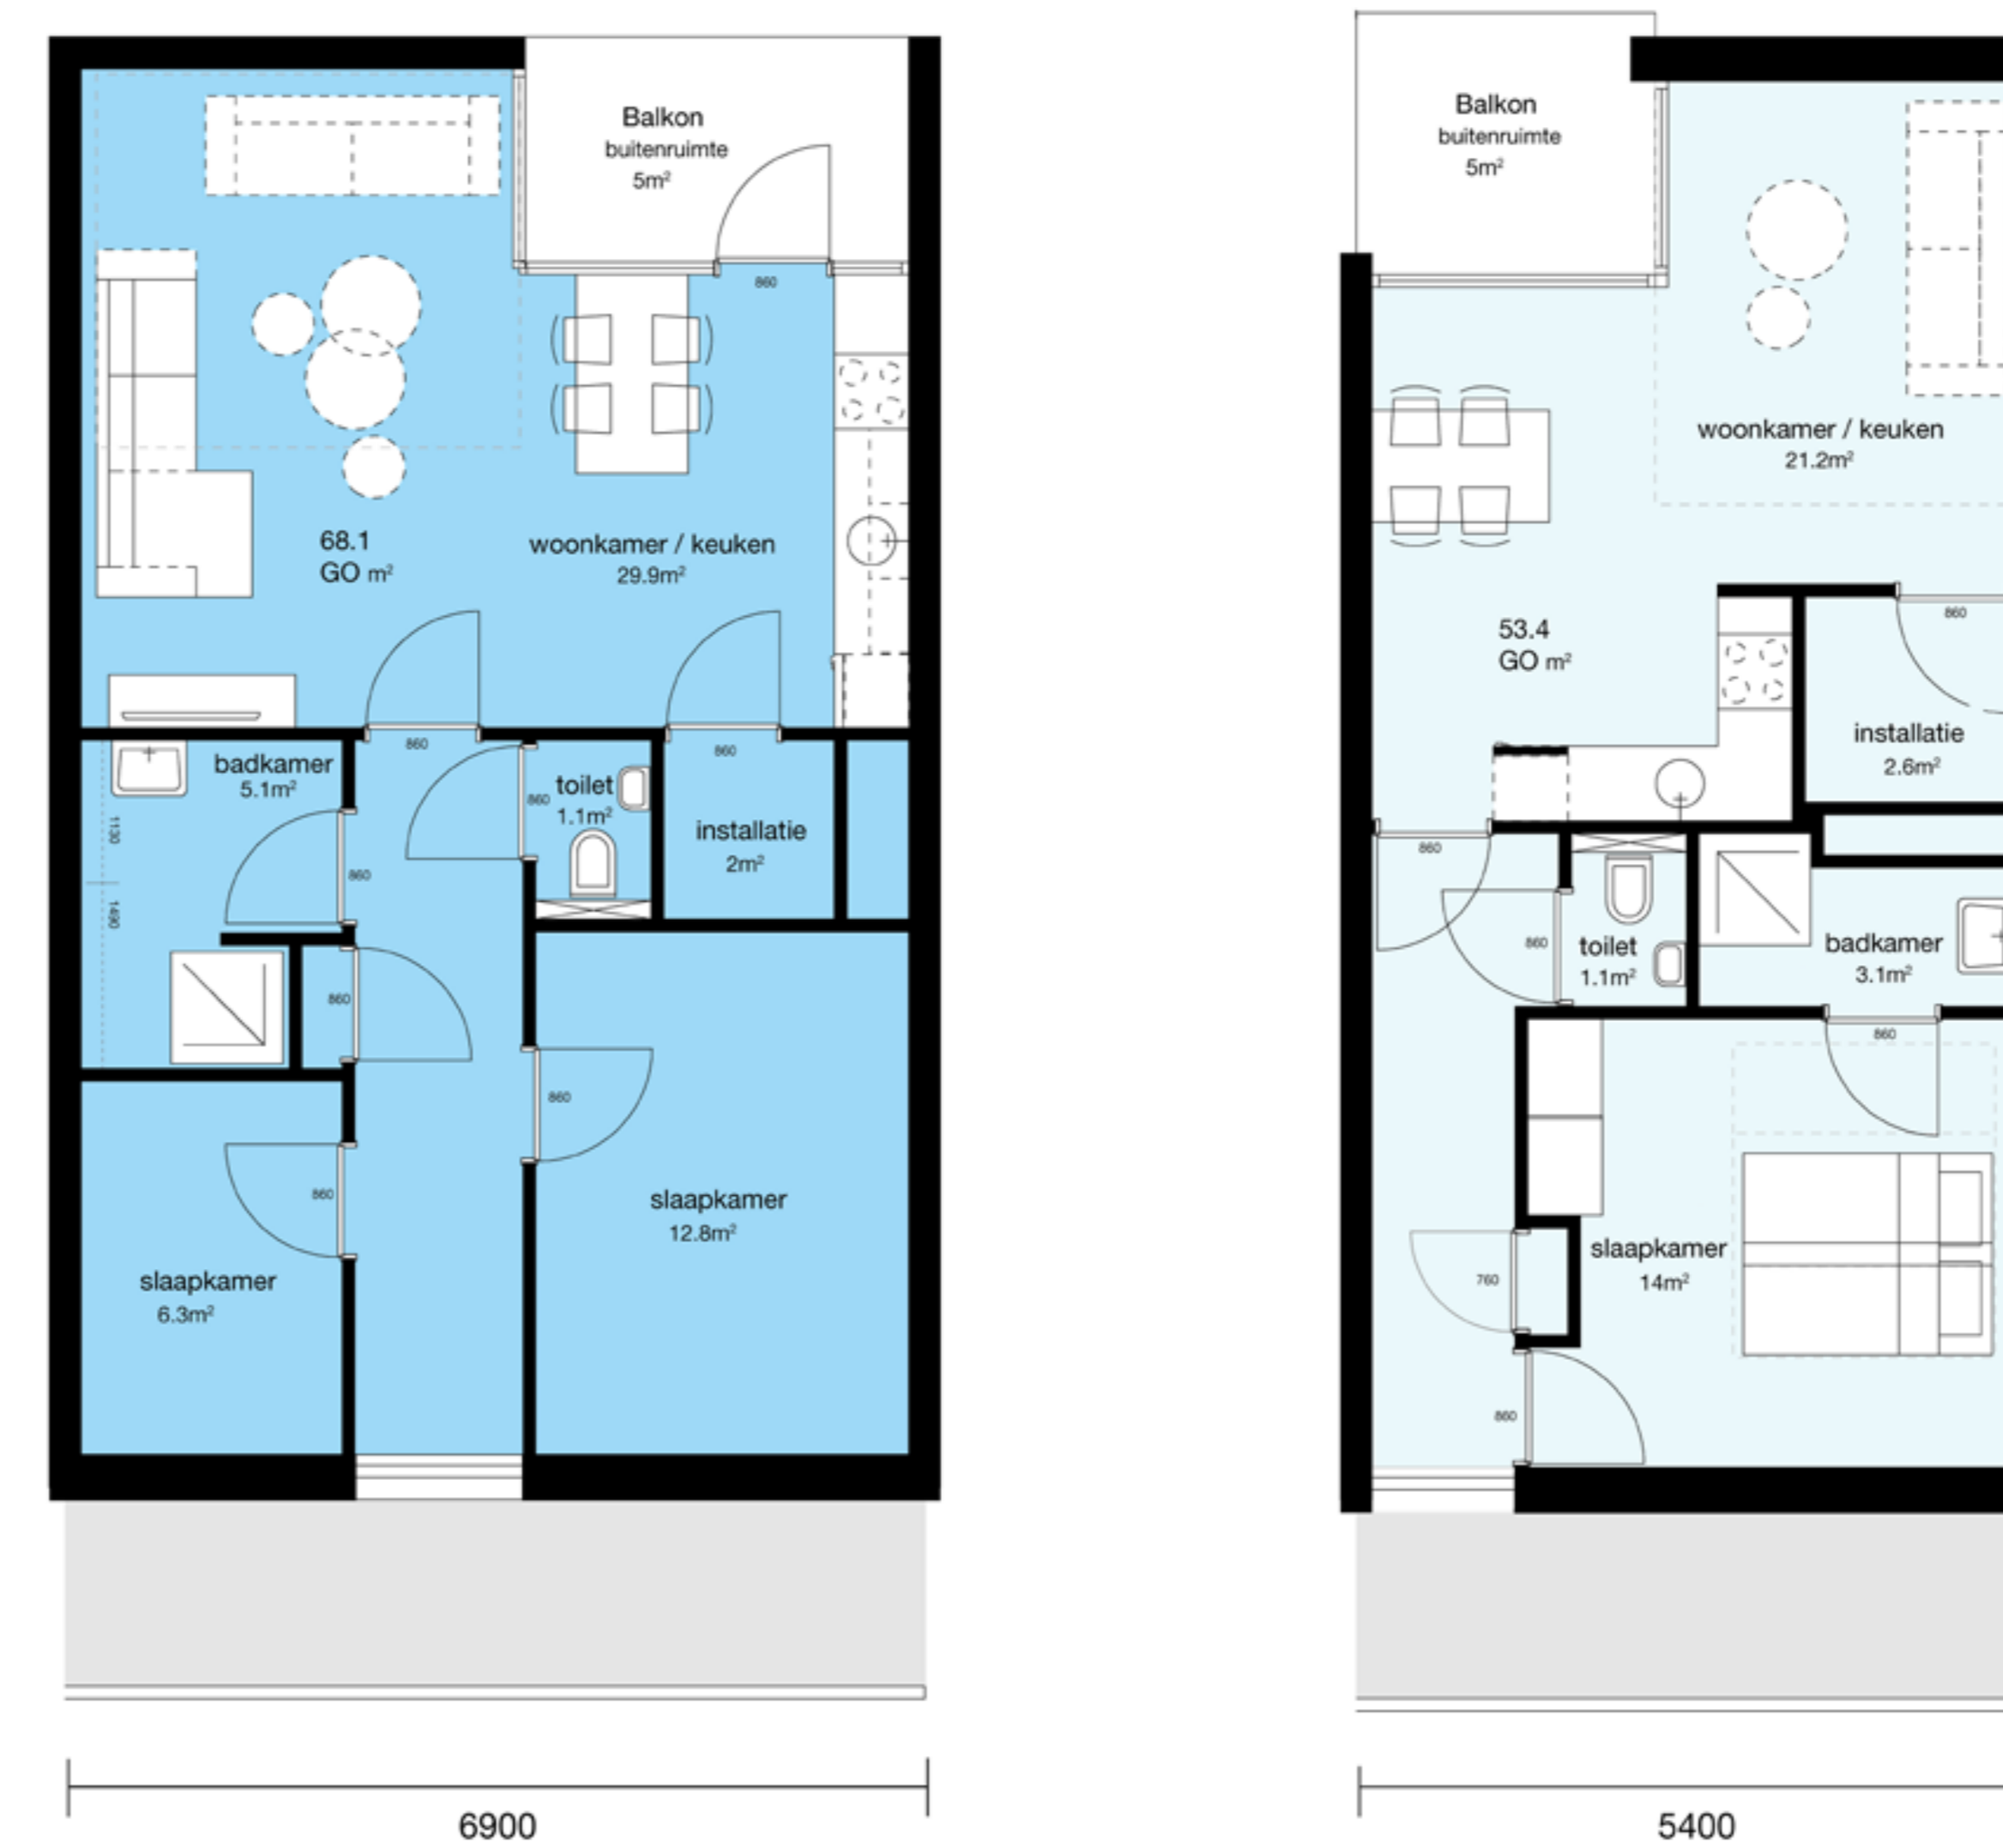 Balkon
buitenruimte
5m²
860
68.1
GO m²
woonkamer / keuken
29.9m²
860
860
badkamer
5.1m²
1130
1490
860
860
toilet
1.1m²
installatie
2m²
860
860
slaapkamer
12.8m²
860
slaapkamer
6.3m²
6900
Balkon
buitenruimte
5m²
woonkamer / keuken
21.2m²
53.4
GO m²
860
installatie
2.6m²
860
860
toilet
1.1m²
badkamer
3.1m²
860
760
slaapkamer
14m²
860
5400